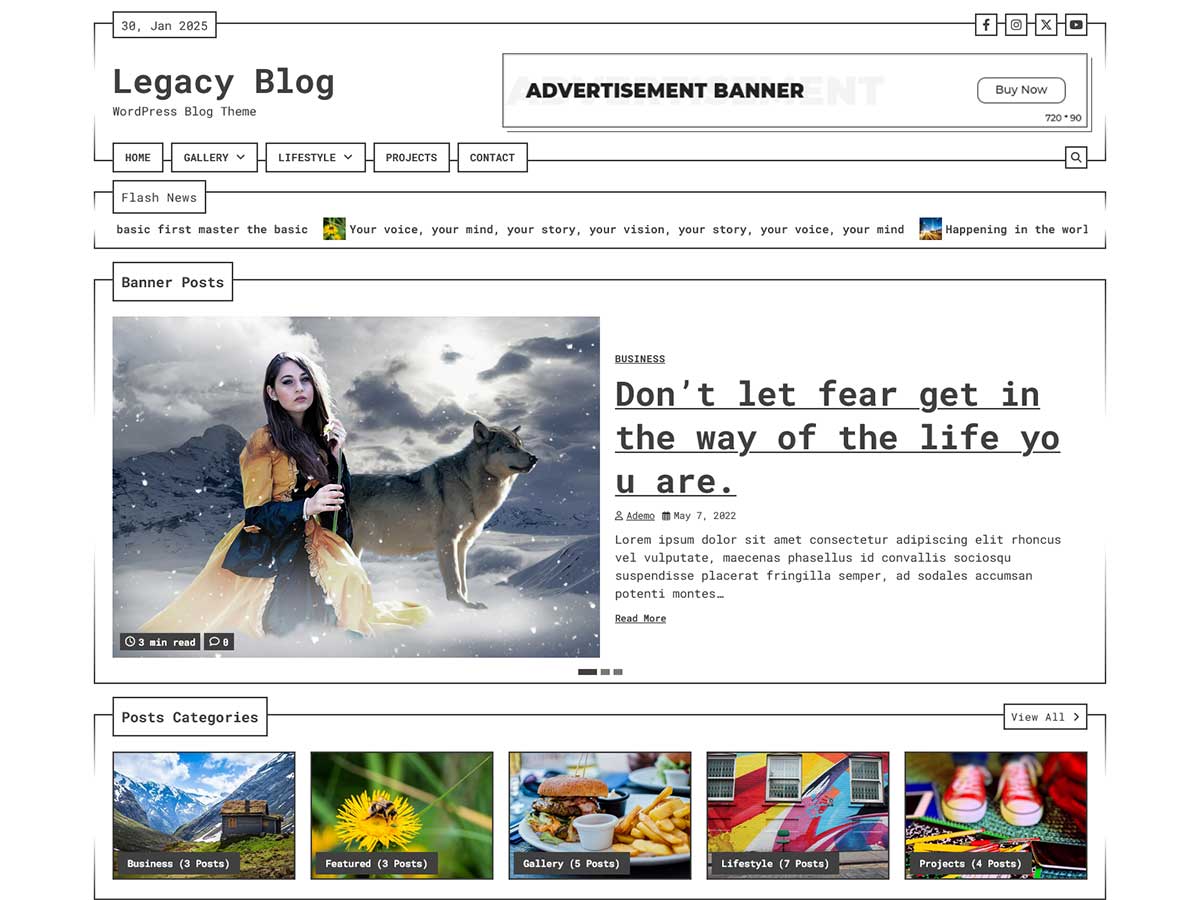 30, Jan 2025
Legacy Blog
WordPress Blog Theme
ADVERTISEMENT
ADVERTISEMENT BANNER
Buy Now
720 * 90
HOME
GALLERY
LIFESTYLE
PROJECTS
CONTACT
Flash News
basic first master the basic
Your voice, your mind, your story, your vision, your story, your voice, your mind
Happening in the worl
Banner Posts
3 min read
0
BUSINESS
Don’t let fear get in
the way of the life yo
u are.
Ademo May 7, 2022
Lorem ipsum dolor sit amet consectetur adipiscing elit rhoncus
vel vulputate, maecenas phasellus id convallis sociosqu
suspendisse placerat fringilla semper, ad sodales accumsan
potenti montes…
Read More
Posts Categories
View All
Business (3 Posts)
Featured (3 Posts)
Gallery (5 Posts)
Lifestyle (7 Posts)
Projects (4 Posts)